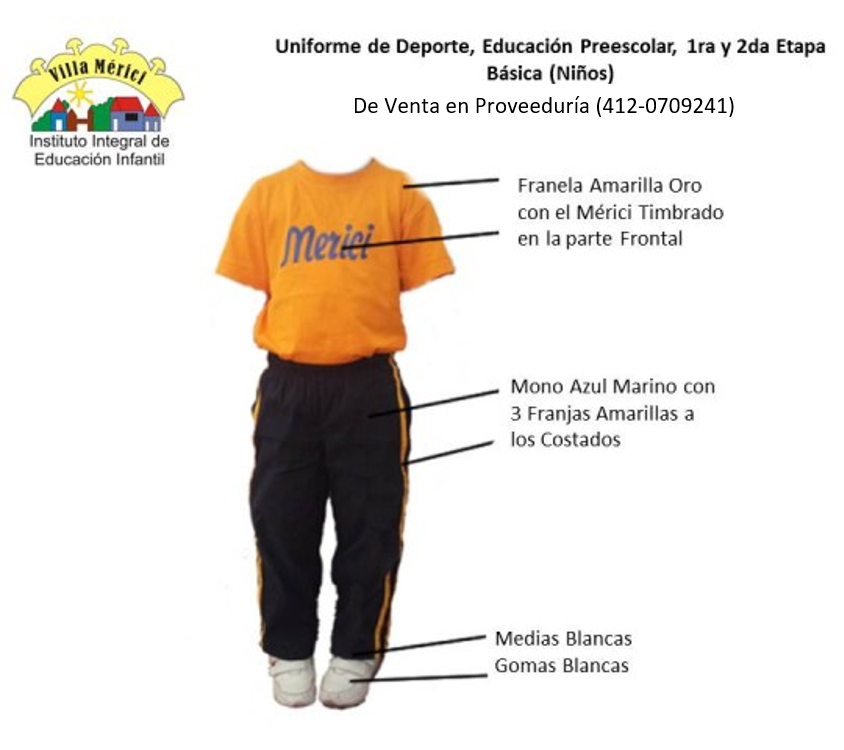 Villa Mérici
Instituto Integral de
Educación Infantil
Uniforme de Deporte, Educación Preescolar, 1ra y 2da Etapa
Básica (Niños)
De Venta en Proveeduría (412-0709241)
Franela Amarilla Oro
con el Mérici Timbrado
en la parte Frontal
Merici
Mono Azul Marino con
3 Franjas Amarillas a
los Costados
Medias Blancas
Gomas Blancas